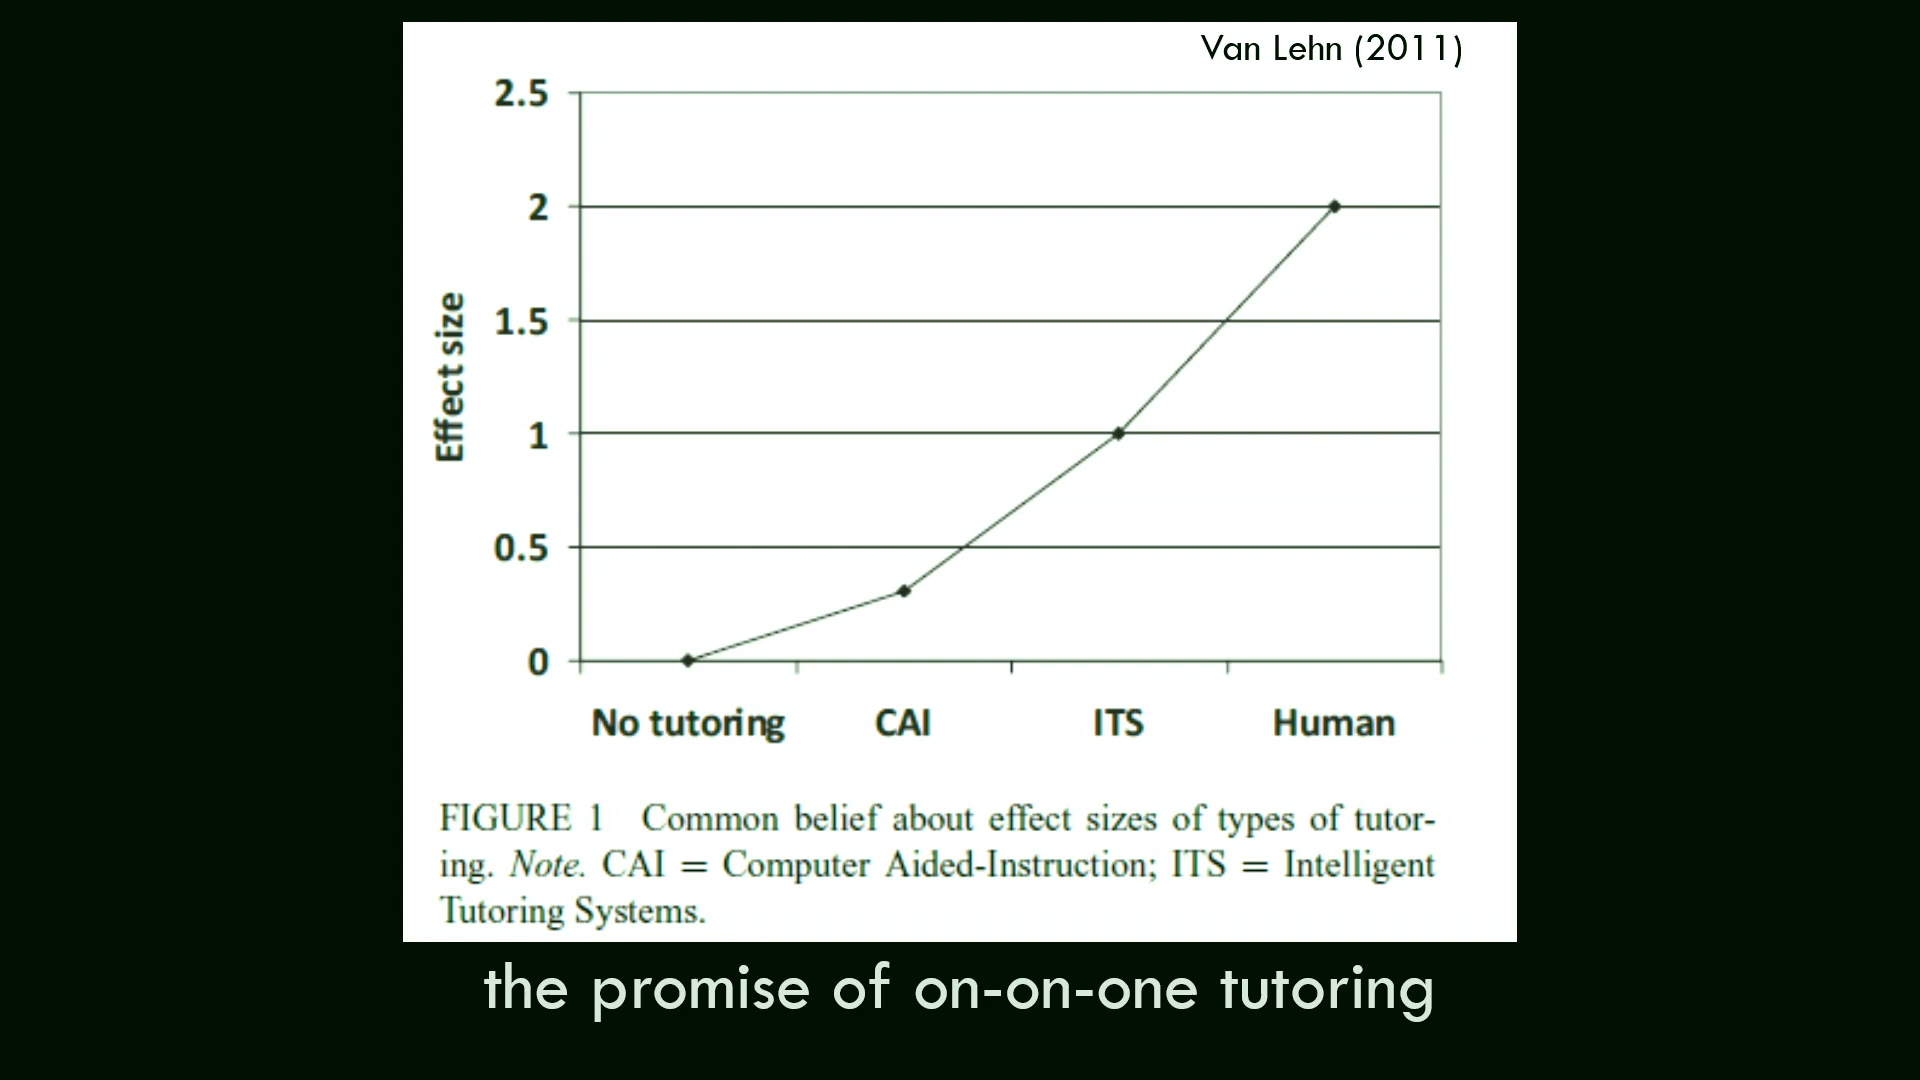 Van Lehn (2011)
2.5
2
1.5
1
0.5
0
Effect size
No tutoring CAI ITS Human
FIGURE 1 Common belief about effect sizes of types of tutor-
ing. Note. CAI = Computer Aided-Instruction; ITS = Intelligent
Tutoring Systems.
the promise of on-on-one tutoring